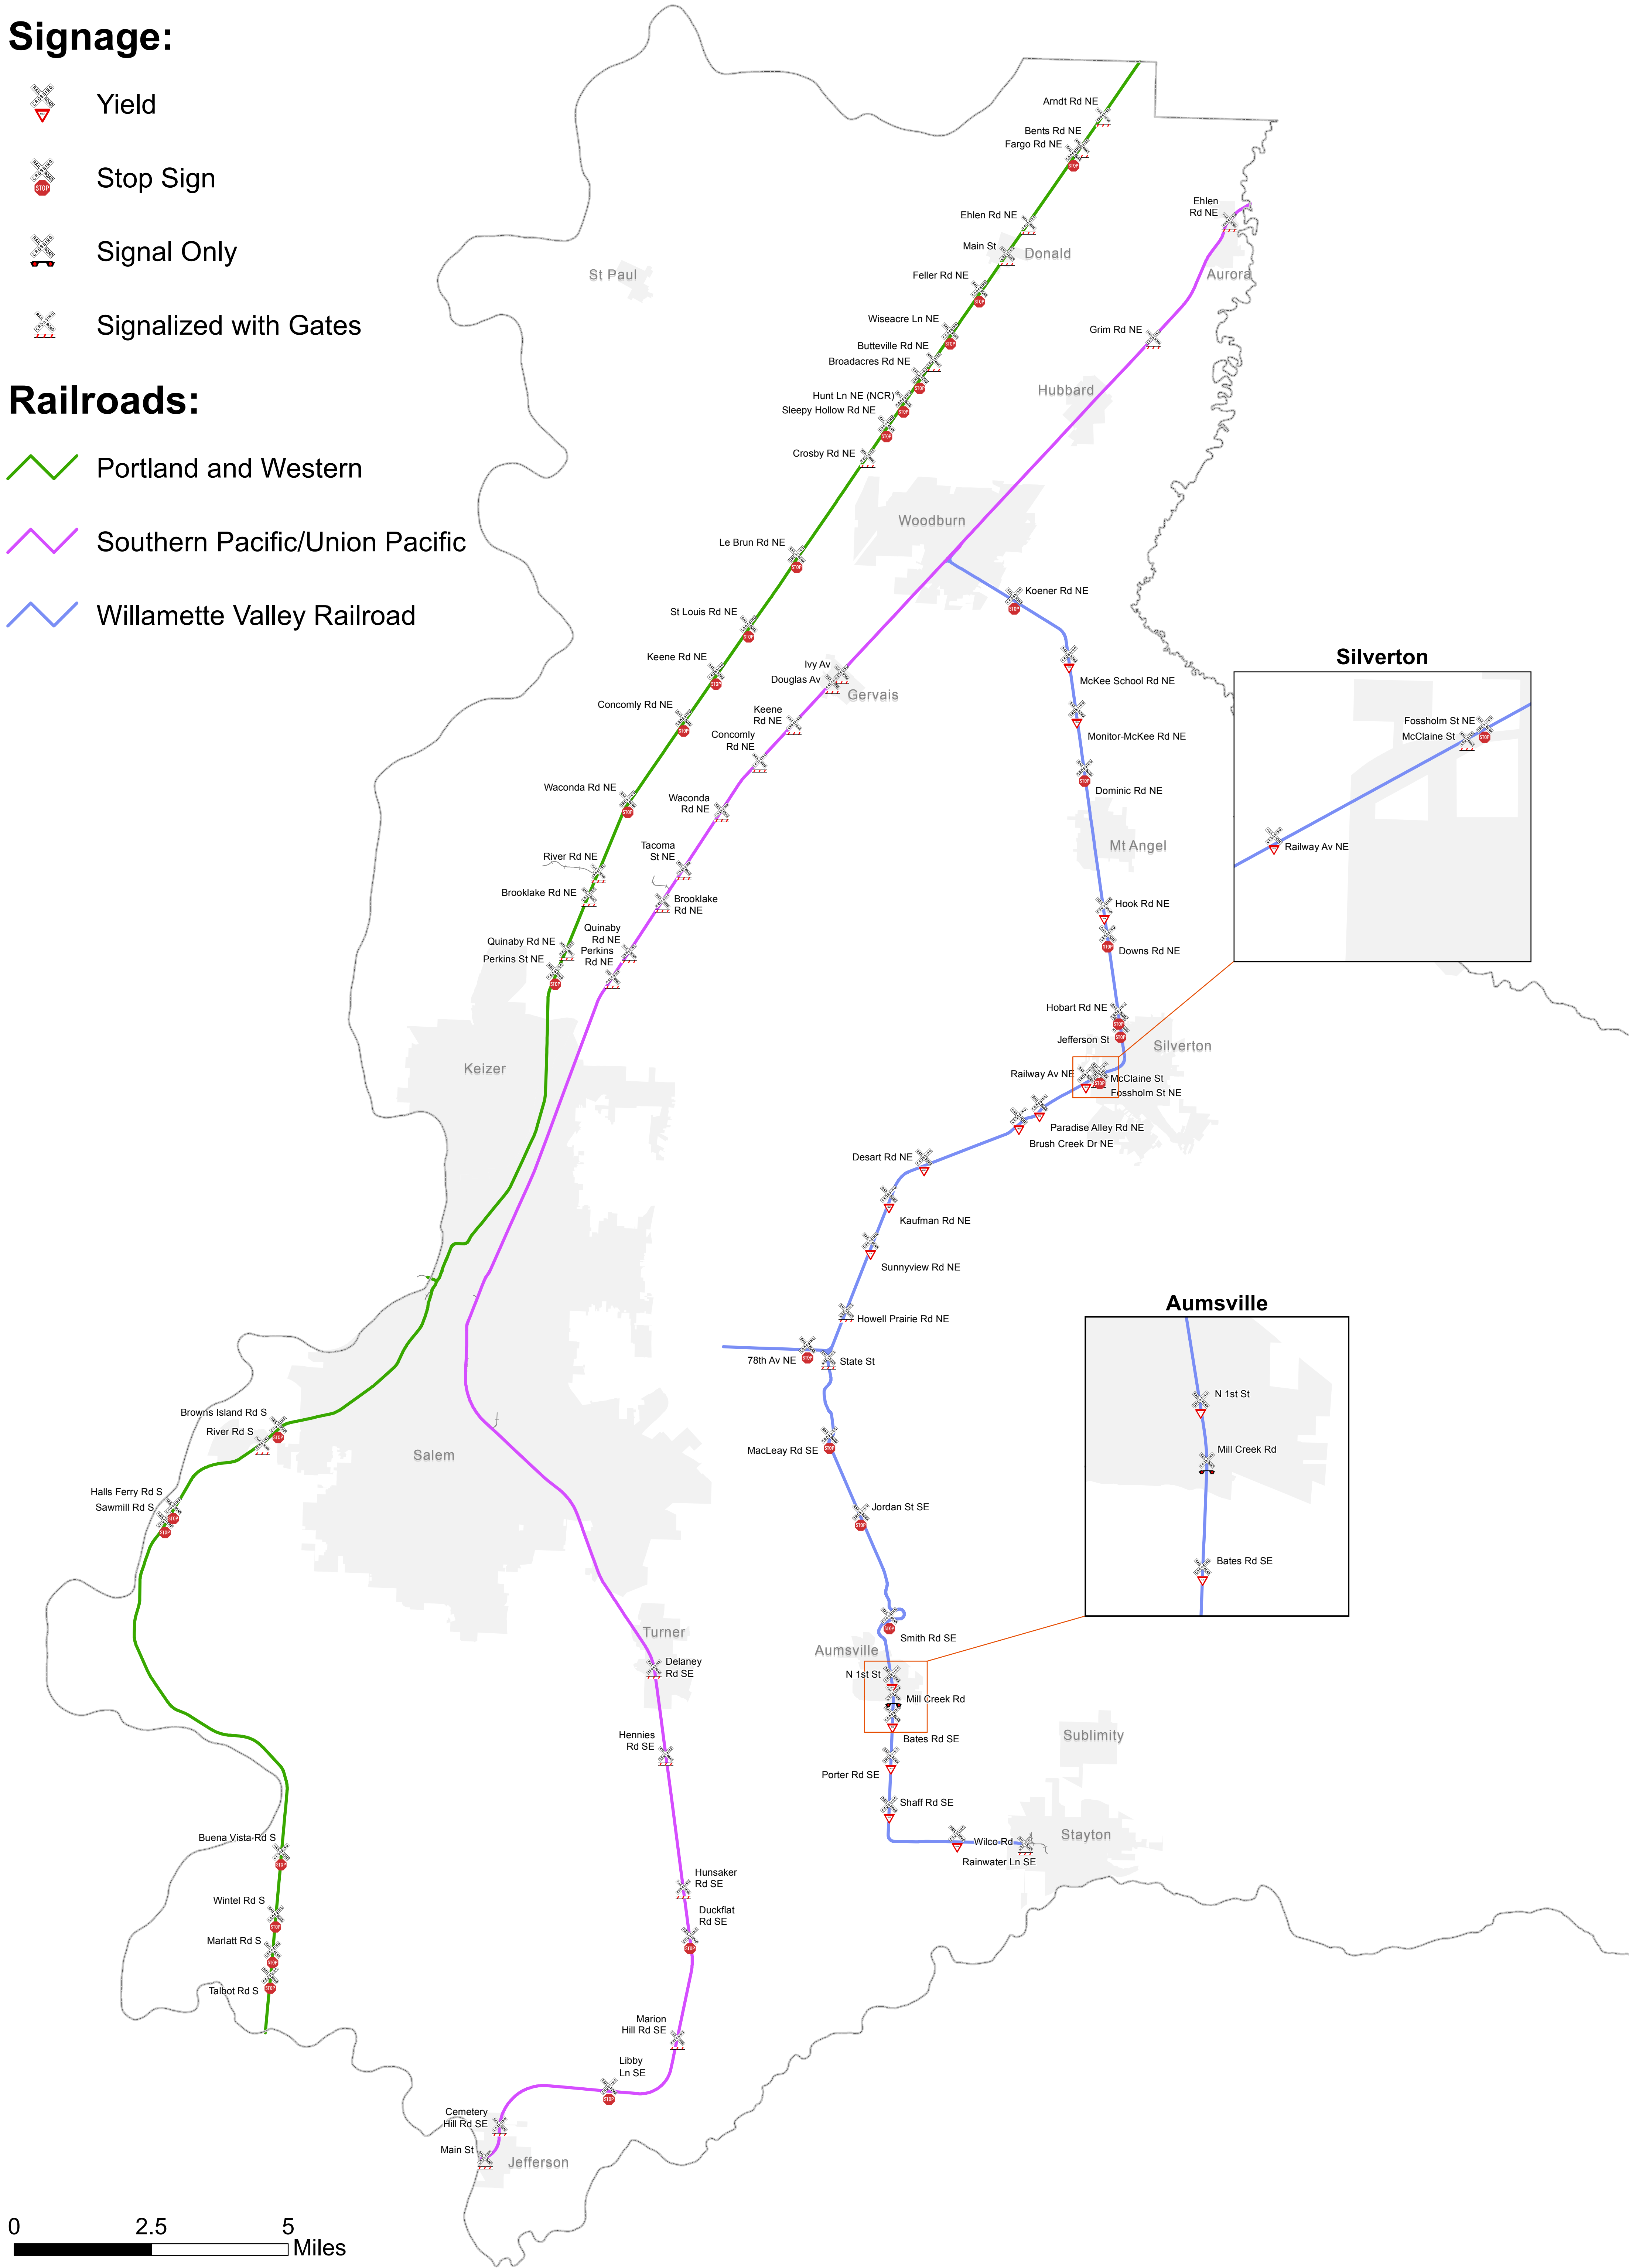 Signage:
Yield
Stop Sign
Signal Only
Signalized with Gates
Railroads:
Portland and Western
Southern Pacific/Union Pacific
Willamette Valley Railroad
Arndt Rd NE
Bents Rd NE
Fargo Rd NE
Ehlen Rd NE
Main St
Donald
Ehlen
Rd NE
Aurora
St Paul
Feller Rd NE
Wiseacre Ln NE
Grim Rd NE
Butteville Rd NE
Broadacres Rd NE
Hubbard
Hunt Ln NE (NCR)
Sleepy Hollow Rd NE
Crosby Rd NE
Woodburn
Le Brun Rd NE
Koener Rd NE
St Louis Rd NE
Keene Rd NE
Ivy Av
Douglas Av
Gervais
McKee School Rd NE
Concomly Rd NE
Keene
Rd NE
Concomly
Rd NE
Monitor-McKee Rd NE
Waconda Rd NE
Waconda
Rd NE
Dominic Rd NE
Mt Angel
River Rd NE
Tacoma
St NE
Brooklake Rd NE
Brooklake
Rd NE
Hook Rd NE
Quinaby Rd NE
Quinaby
Rd NE
Downs Rd NE
Perkins St NE
Perkins
Rd NE
Hobart Rd NE
Jefferson St
Silverton
Keizer
Railway Av NE
McClaine St
Fossholm St NE
Paradise Alley Rd NE
Brush Creek Dr NE
Desart Rd NE
Kaufman Rd NE
Sunnyview Rd NE
Howell Prairie Rd NE
78th Av NE
State St
Silverton
Fossholm St NE
McClaine St
Railway Av NE
Browns Island Rd S
River Rd S
Salem
MacLeay Rd SE
Halls Ferry Rd S
Sawmill Rd S
Jordan St SE
Aumsville
N 1st St
Mill Creek Rd
Bates Rd SE
Turner
Smith Rd SE
Aumsville
Delaney
Rd SE
N 1st St
Mill Creek Rd
Bates Rd SE
Hennies
Rd SE
Sublimity
Porter Rd SE
Shaff Rd SE
Buena Vista Rd S
Wilco Rd
Stayton
Rainwater Ln SE
Hunsaker
Rd SE
Wintel Rd S
Duckflat
Rd SE
Marlatt Rd S
Talbot Rd S
Marion
Hill Rd SE
Libby
Ln SE
Cemetery
Hill Rd SE
Main St
Jefferson
0 2.5 5
Miles